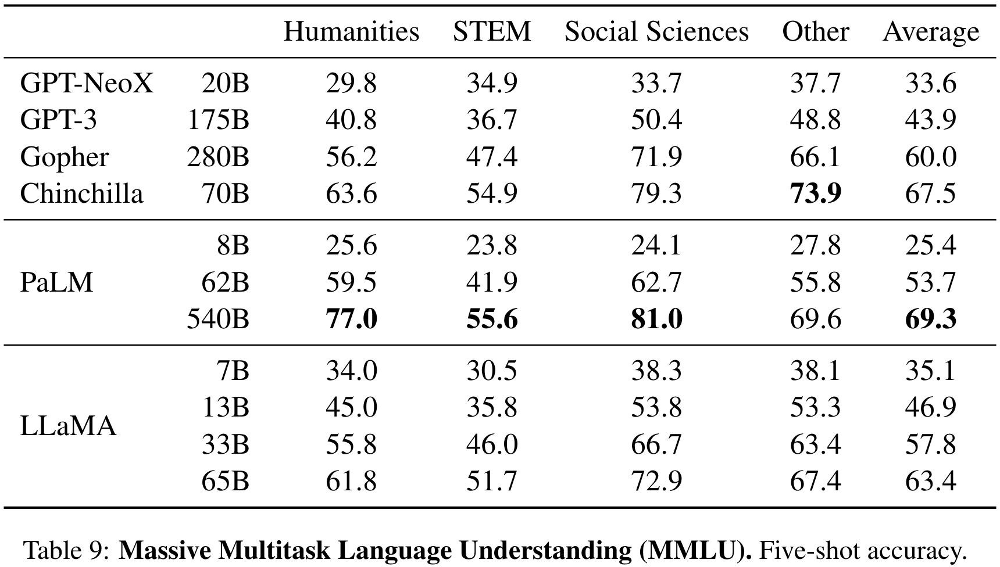 Humanities STEM Social Sciences Other Average
GPT-NeoX 20B 29.8 34.9 33.7 37.7 33.6
GPT-3 175B 40.8 36.7 50.4 48.8 43.9
Gopher 280B 56.2 47.4 71.9 66.1 60.0
Chinchilla 70B 63.6 54.9 79.3 73.9 67.5
8B 25.6 23.8 24.1 27.8 25.4
PaLM 62B 59.5 41.9 62.7 55.8 53.7
540B 77.0 55.6 81.0 69.6 69.3
7B 34.0 30.5 38.3 38.1 35.1
13B 45.0 35.8 53.8 53.3 46.9
LLaMA
33B 55.8 46.0 66.7 63.4 57.8
65B 61.8 51.7 72.9 67.4 63.4
Table 9: Massive Multitask Language Understanding (MMLU). Five-shot accuracy.